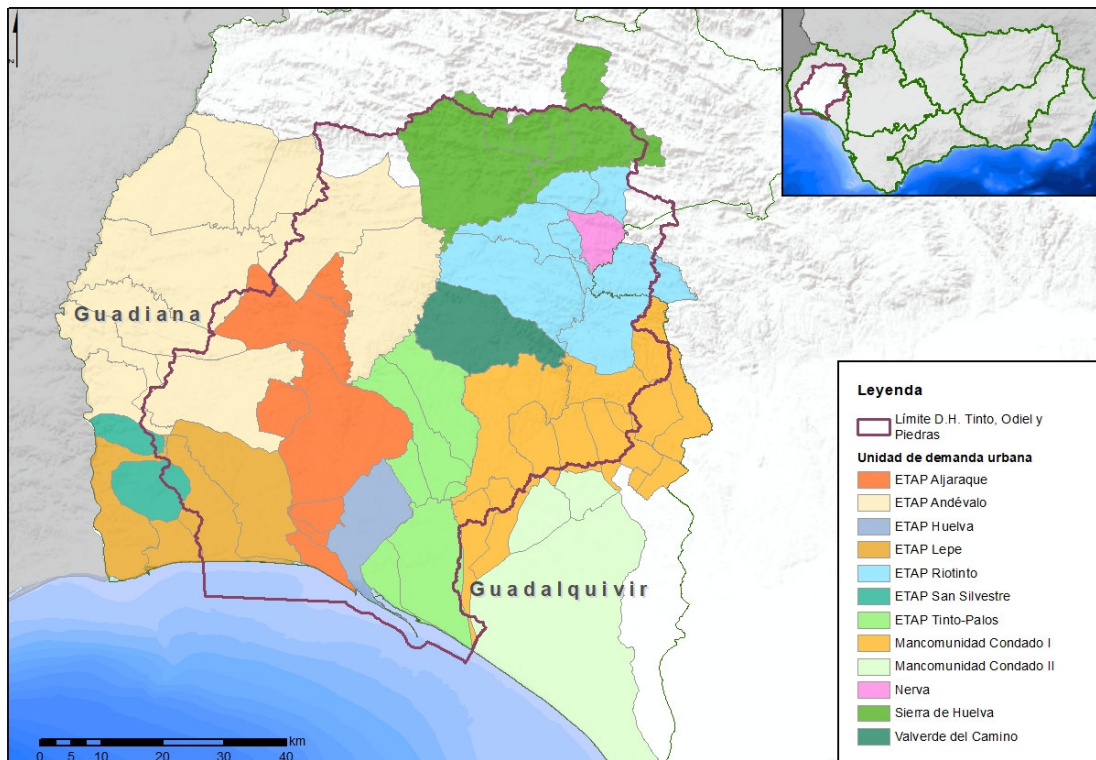 Guadiana
Guadalquivir
km
0 5 10 20 30 40
Leyenda
Límite D.H. Tinto, Odiel y
Piedras
Unidad de demanda urbana
ETAP Aljaraque
ETAP Andévalo
ETAP Huelva
ETAP Lepe
ETAP Riotinto
ETAP San Silvestre
ETAP Tinto-Palos
Mancomunidad Condado I
Mancomunidad Condado II
Nerva
Sierra de Huelva
Valverde del Camino